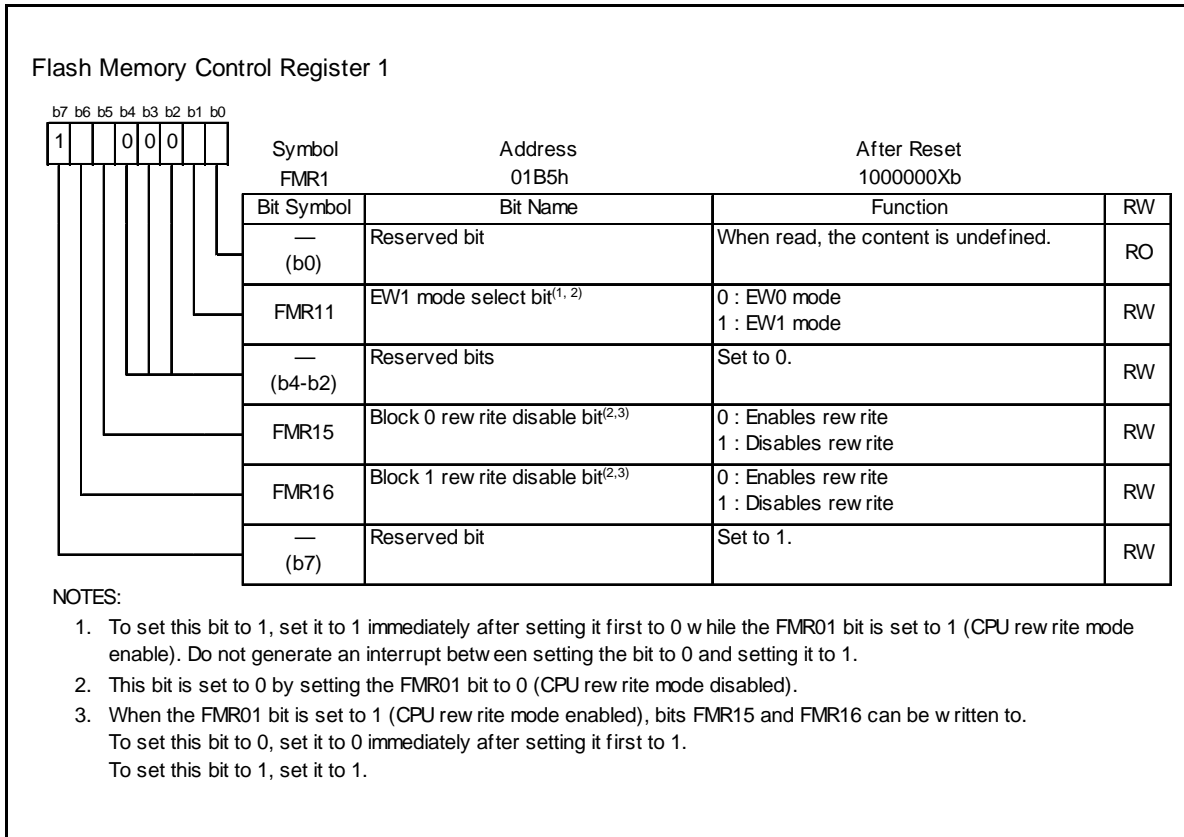 Flash Memory Control Register 1
b7 b6 b5 b4 b3 b2 b1 b0
1 0 0 0
Symbol Address After Reset
FMR1 01B5h 1000000Xb
Bit Symbol Bit Name Function RW
— (b0) Reserved bit When read, the content is undefined. RO
FMR11 EW1 mode select bit(1, 2) 0 : EW0 mode
1 : EW1 mode RW
— (b4-b2) Reserved bits Set to 0. RW
FMR15 Block 0 rew rite disable bit(2,3) 0 : Enables rew rite
1 : Disables rew rite RW
FMR16 Block 1 rew rite disable bit(2,3) 0 : Enables rew rite
1 : Disables rew rite RW
— (b7) Reserved bit Set to 1. RW
NOTES:
1. To set this bit to 1, set it to 1 immediately after setting it first to 0 w hile the FMR01 bit is set to 1 (CPU rew rite mode
enable). Do not generate an interrupt betw een setting the bit to 0 and setting it to 1.
2. This bit is set to 0 by setting the FMR01 bit to 0 (CPU rew rite mode disabled).
3. When the FMR01 bit is set to 1 (CPU rew rite mode enabled), bits FMR15 and FMR16 can be w ritten to.
To set this bit to 0, set it to 0 immediately after setting it first to 1.
To set this bit to 1, set it to 1.